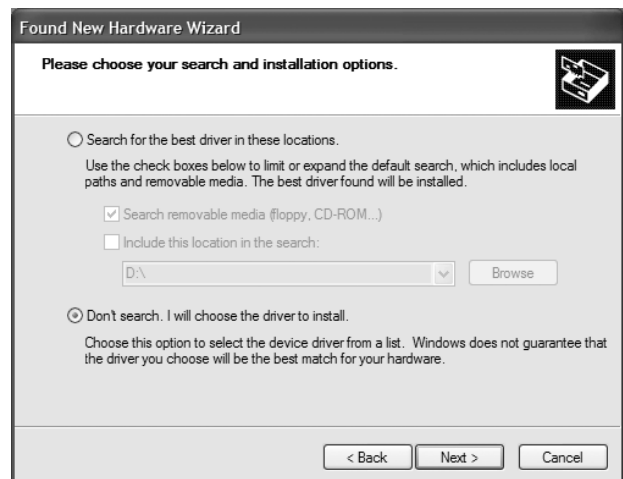 Found New Hardware Wizard
Please choose your search and installation options.
Search for the best driver in these locations.
Use the check boxes below to limit or expand the default search, which includes local
paths and removable media. The best driver found will be installed.
Search removable media (floppy, CD-ROM...)
Include this location in the search:
D:\
Browse
Don't search. I will choose the driver to install.
Choose this option to select the device driver from a list. Windows does not guarantee that
the driver you choose will be the best match for your hardware.
< Back Next > Cancel